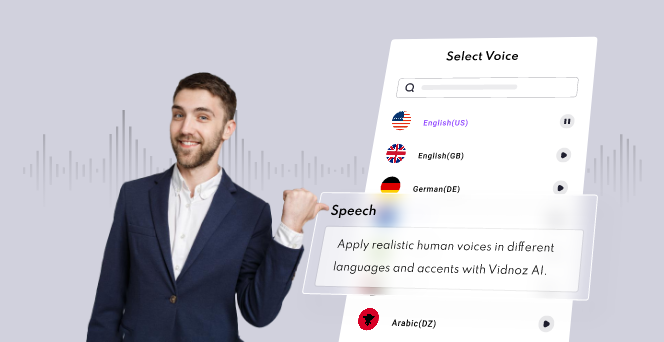 Select Voice
English(US)
English(GB)
German(DE)
Speech
Apply realistic human voices in different
languages and accents with Vidnoz AI.
Arabic(DZ)